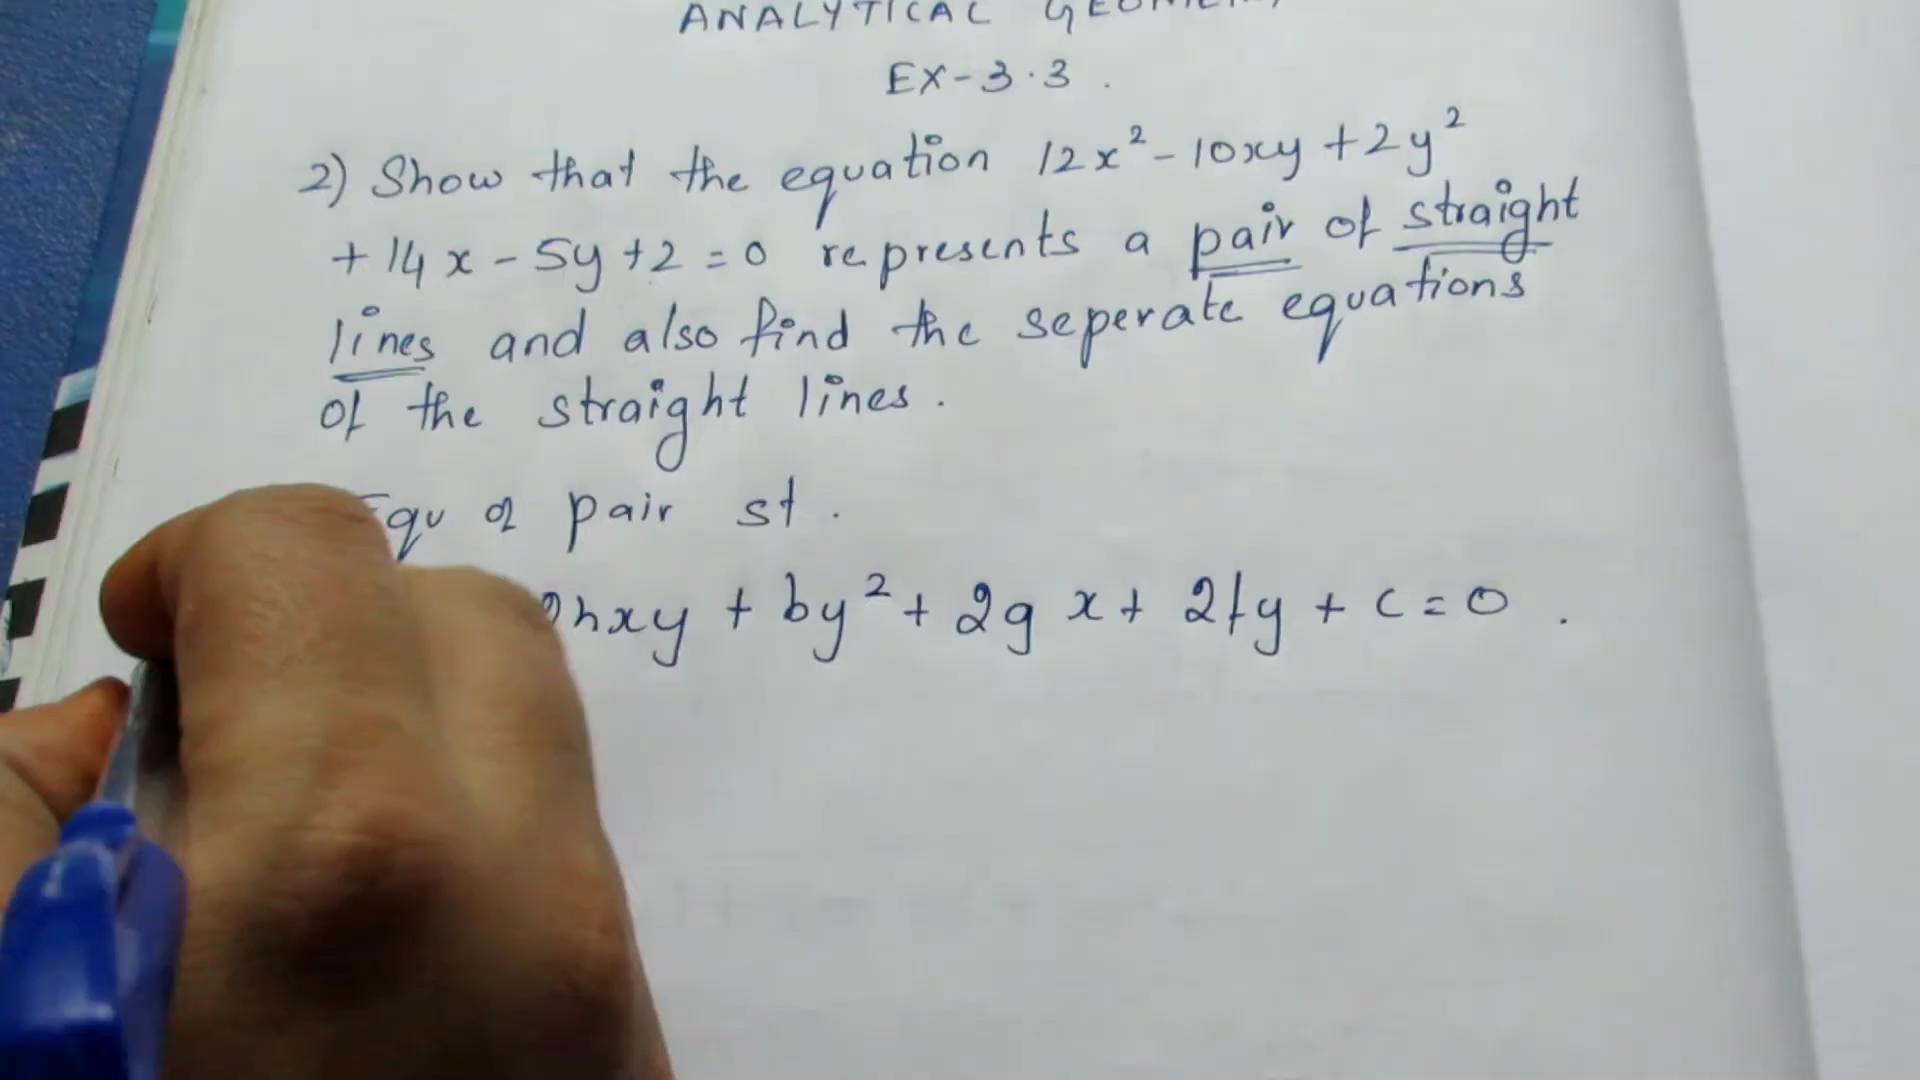 ANALYTICAL
EX-3.3.
2) Show that the equation 12x² - 10xy + 2y²
+ 14x - 5y + 2 = 0 represents a pair of straight
lines and also find the seperate equations
of the straight lines.
Equ of pair st.
2hxy + by² + 2gx + 2fy + c = 0.